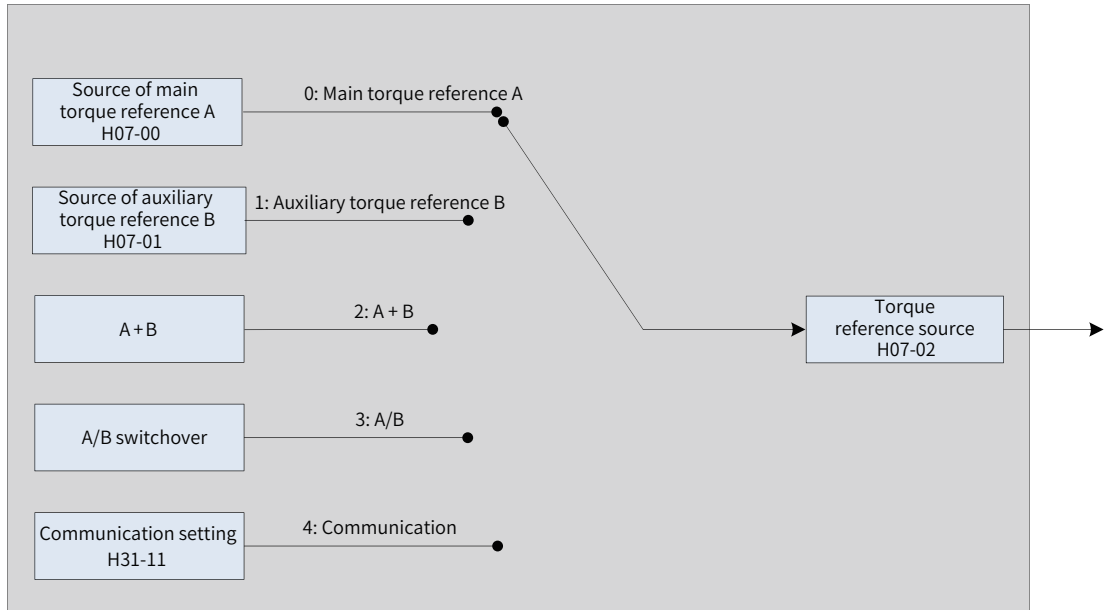 Source of main
torque reference A
H07-00
0: Main torque reference A
Source of auxiliary
torque reference B
H07-01
1: Auxiliary torque reference B
A+B
2: A + B
Torque
reference source
H07-02
A/B switchover
3: A/B
Communication setting
H31-11
4: Communication